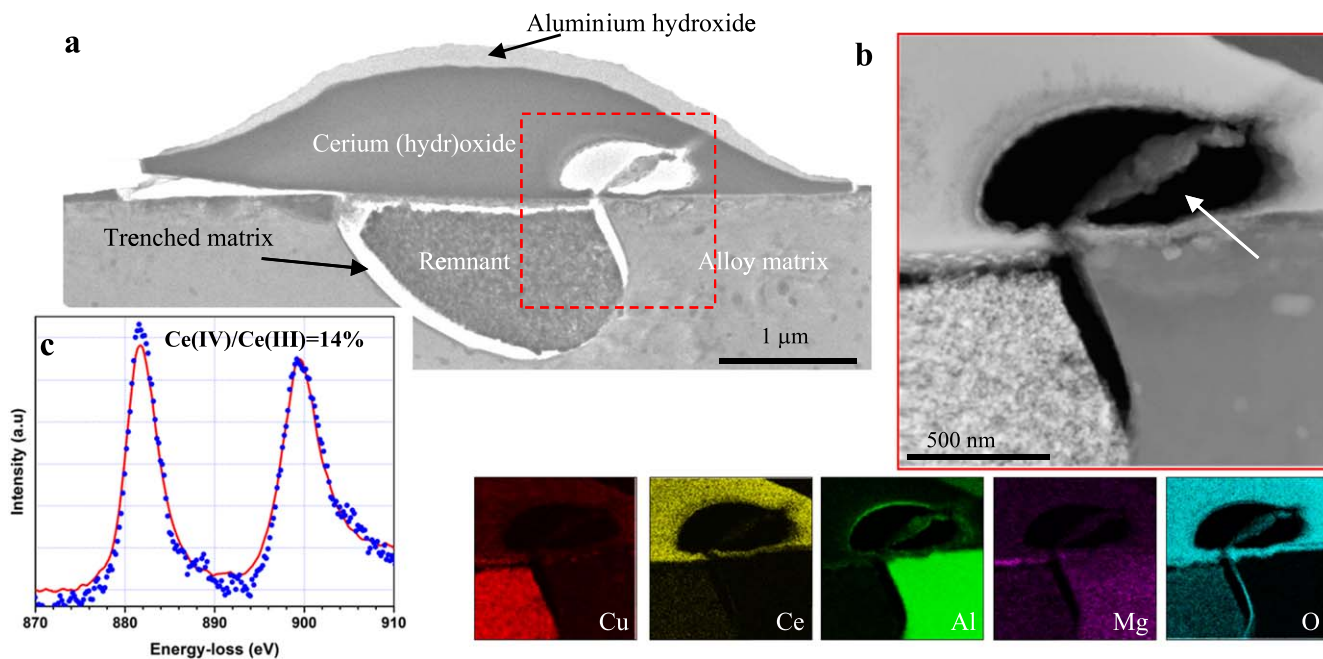 a
Aluminium hydroxide
Cerium (hydr)oxide
Trenched matrix
Remnant
Alloy matrix
1 µm
b
500 nm
c
Ce(IV)/Ce(III)=14%
Intensity (a.u)
870 880 890 900 910
Energy-loss (eV)
Cu
Ce
Al
Mg
O